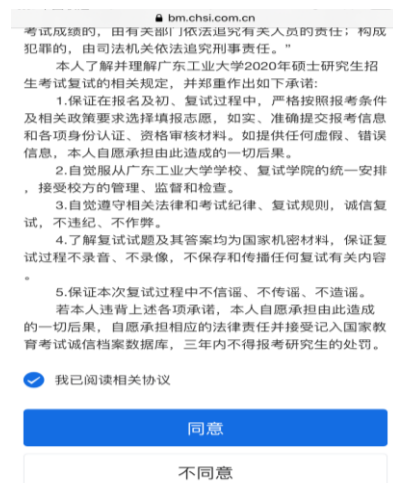 bm.chsi.com.cn
考试成绩的，由有关部门依法追究有关人员的责任；构成
犯罪的，由司法机关依法追究刑事责任。"
本人了解并理解广东工业大学2020年硕士研究生招
生考试复试的相关规定，并郑重作出如下承诺:
1.保证在报名及初、复试过程中，严格按照报考条件
及相关政策要求选择填报志愿，如实、准确提交报考信息
和各项身份认证、资格审核材料。如提供任何虚假、错误
信息，本人自愿承担由此造成的一切后果。
2.自觉服从广东工业大学学校、复试学院的统一安排
，接受校方的管理、监督和检查。
3.自觉遵守相关法律和考试纪律、复试规则，诚信复
试，不违纪、不作弊。
4.了解复试试题及其答案均为国家机密材料，保证复
试过程不录音、不录像，不保存和传播任何复试有关内容
。
5.保证本次复试过程中不信谣、不传谣、不造谣。
若本人违背上述各项承诺，本人自愿承担由此造成
的一切后果，自愿承担相应的法律责任并接受记入国家教
育考试诚信档案数据库，三年内不得报考研究生的处罚。
我已阅读相关协议
同意
不同意